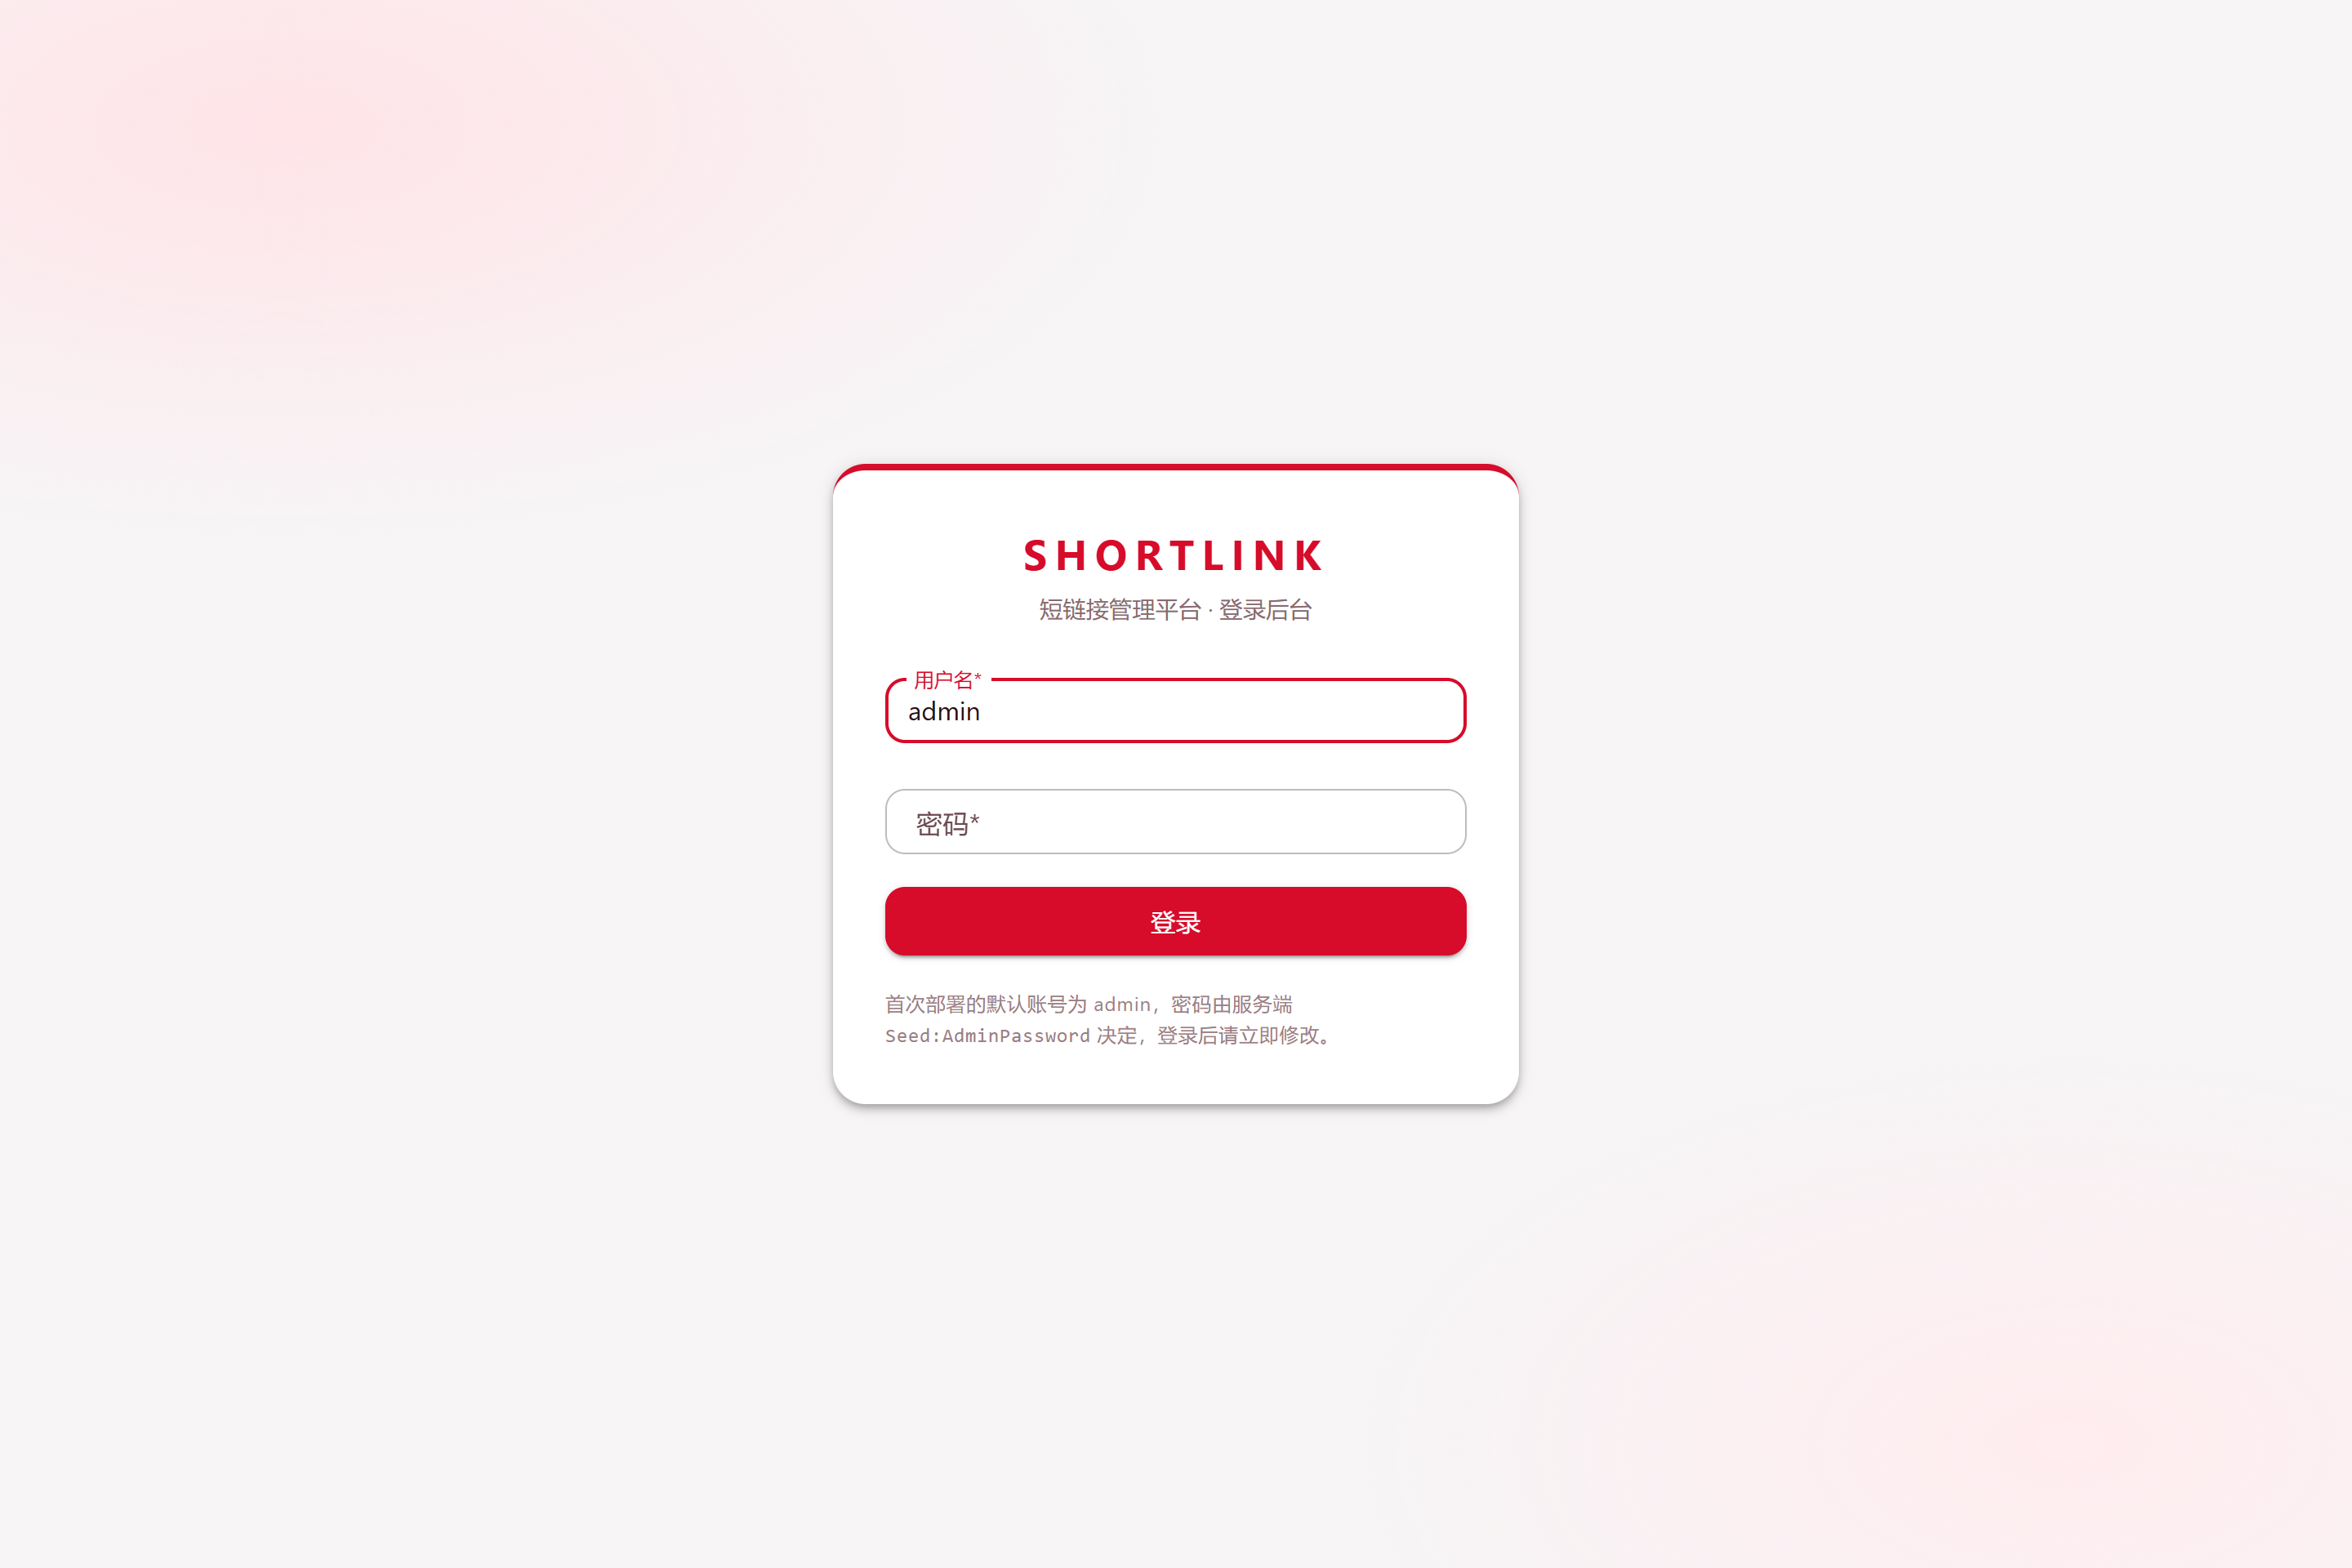 SHORTLINK
短链接管理平台 · 登录后台
用户名*
admin
密码*
登录
首次部署的默认账号为 admin，密码由服务端
Seed:AdminPassword 决定，登录后请立即修改。